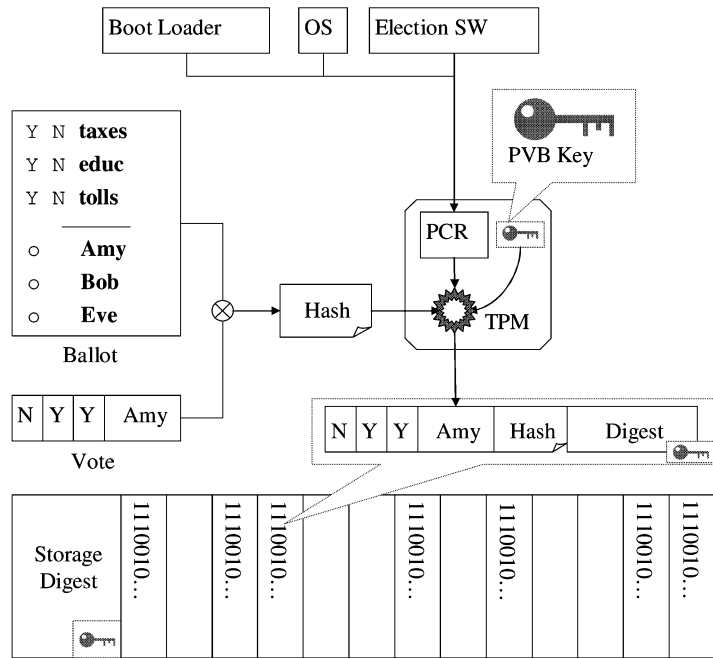 Boot Loader
OS
Election SW
Y N taxes
Y N educ
Y N tolls
Amy
Bob
Eve
Ballot
PVB Key
PCR
Hash
TPM
N Y Y Amy
Vote
N Y Y Amy Hash Digest
Storage
Digest
1110010…
1110010…
1110010…
1110010…
1110010…
1110010…
1110010…